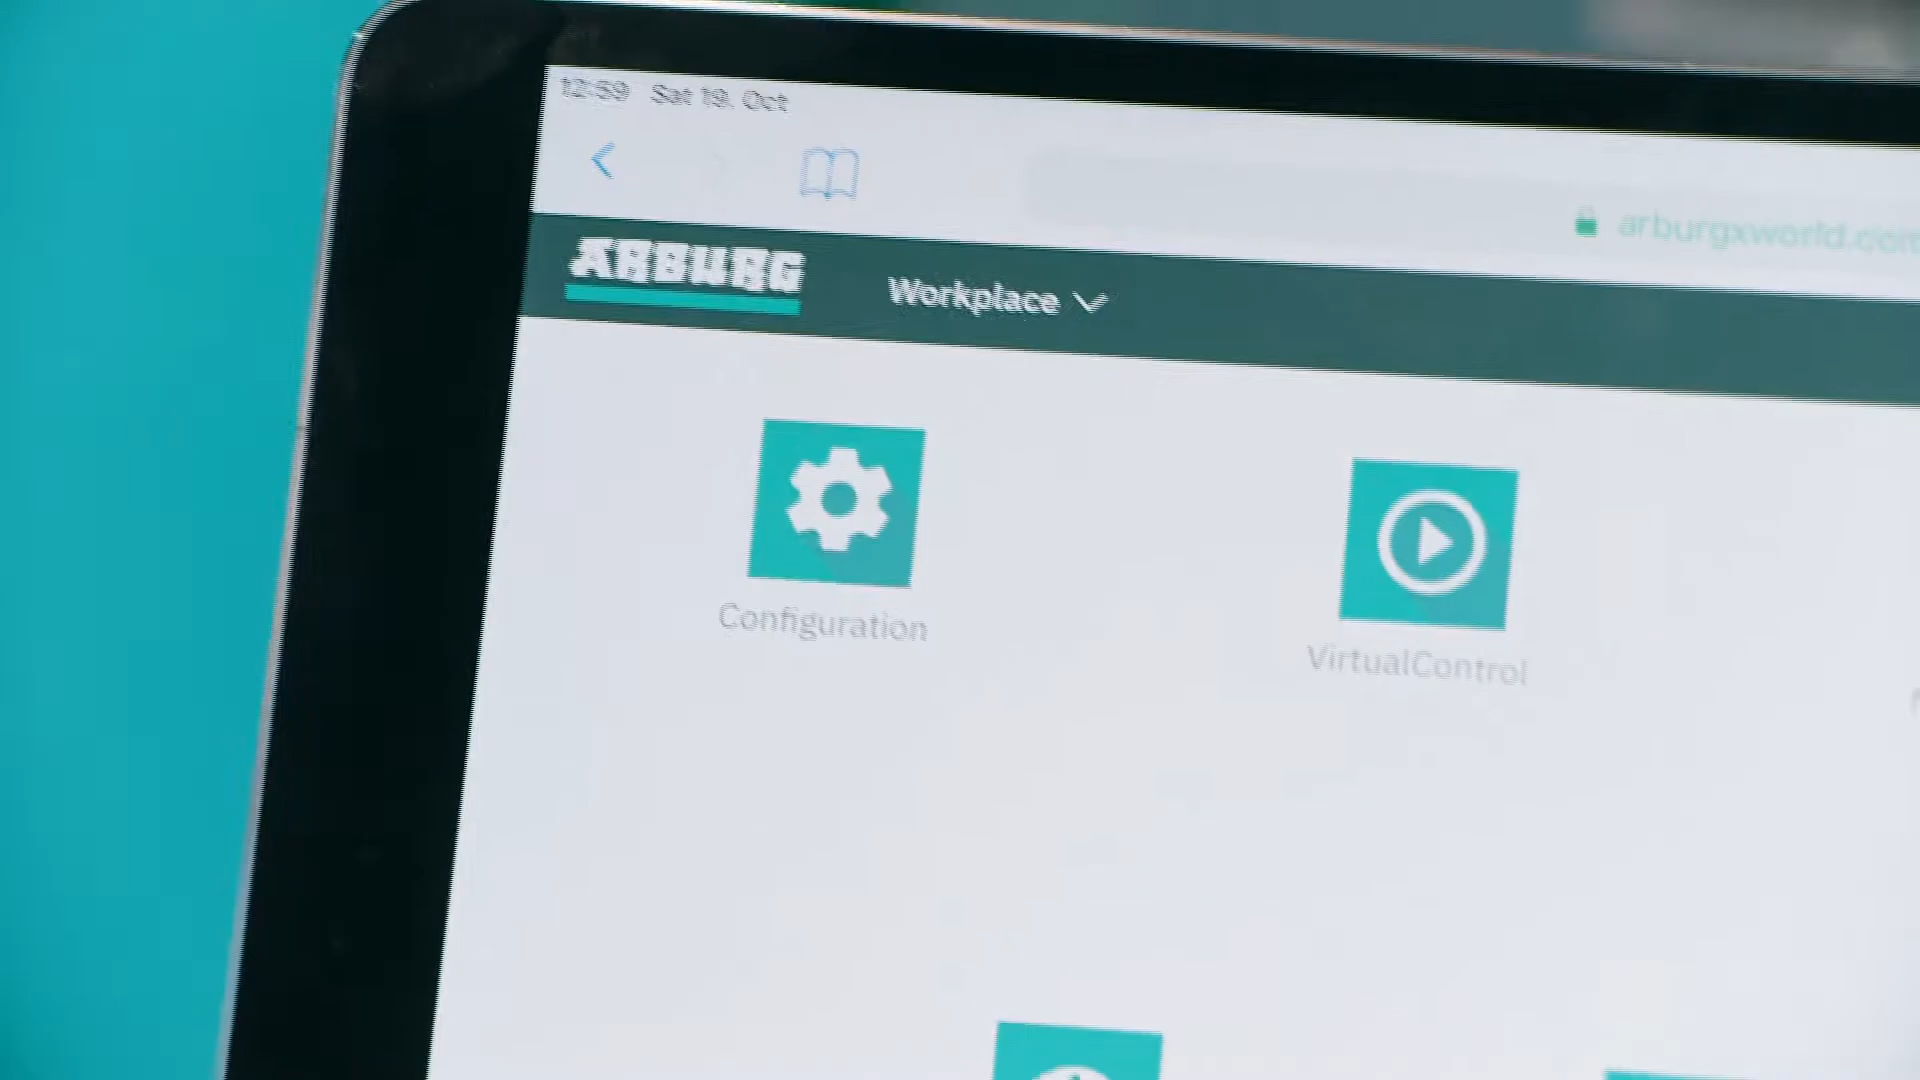 12:59 Sat 19. Oct
arburgxworld.com
ARBURG
Workplace
Configuration
VirtualControl